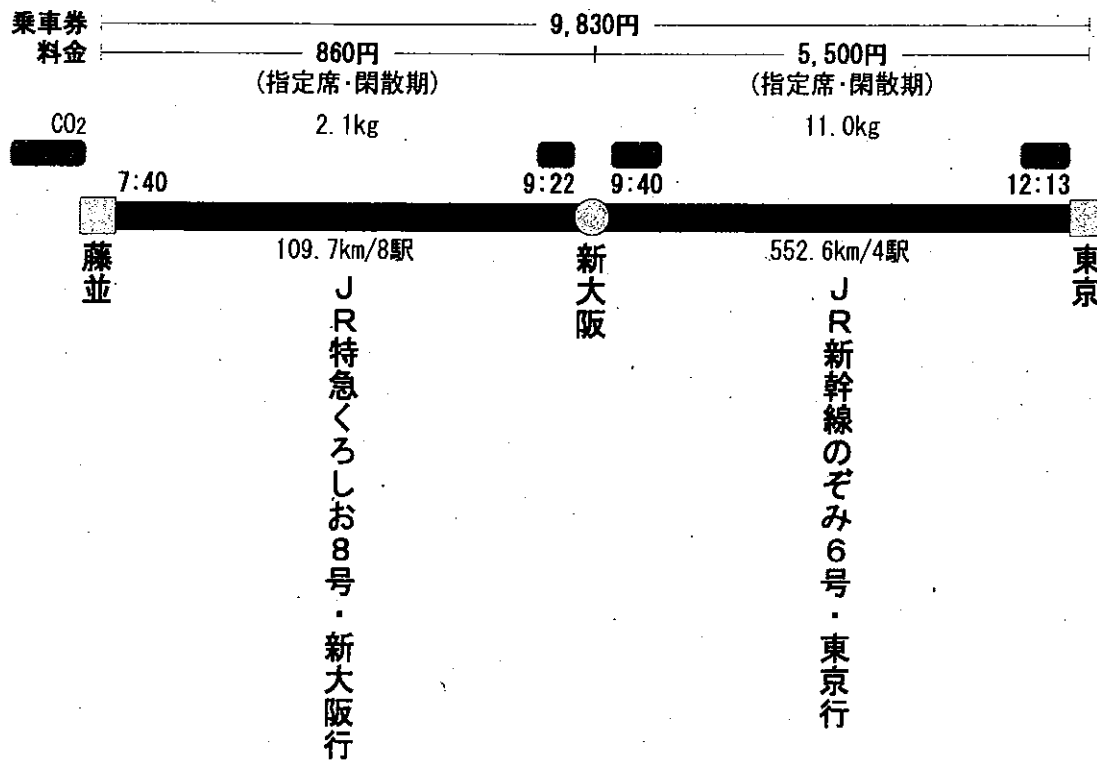 乗車券 9,830円
料金 860円 5,500円
(指定席・閑散期) (指定席・閑散期)
CO2 2.1kg 11.0kg
7:40 9:22 9:40 12:13
109.7km/8駅 552.6km/4駅
藤並 新大阪 東京
JR特急くろしお8号・新大阪行
JR新幹線のぞみ6号・東京行